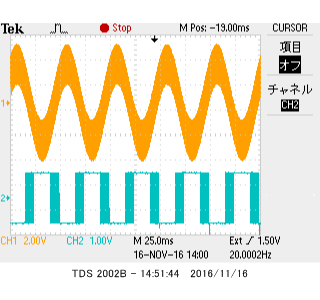 Tek Stop M Pos: -19.00ms CURSOR
項目
オフ
チャネル
CH2
1
2
CH1 2.00V CH2 1.00V M 25.0ms Ext 1.50V
16-NOV-16 14:00 20.0002Hz
TDS 2002B - 14:51:44 2016/11/16